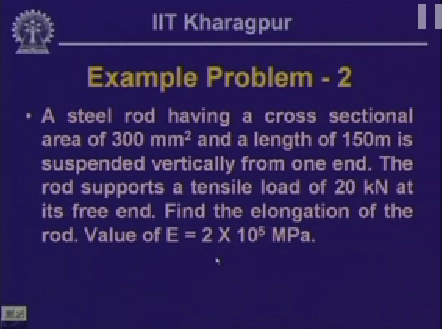 IIT Kharagpur
Example Problem - 2
• A steel rod having a cross sectional
area of 300 mm² and a length of 150m is
suspended vertically from one end. The
rod supports a tensile load of 20 kN at
its free end. Find the elongation of the
rod. Value of E = 2 X 10⁵ MPa.